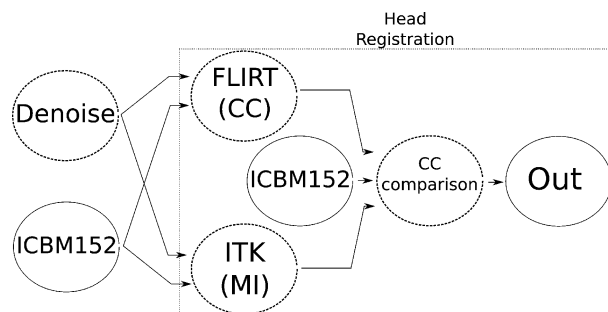 Head
Registration
Denoise
ICBM152
FLIRT
(CC)
ICBM152
ITK
(MI)
CC
comparison
Out